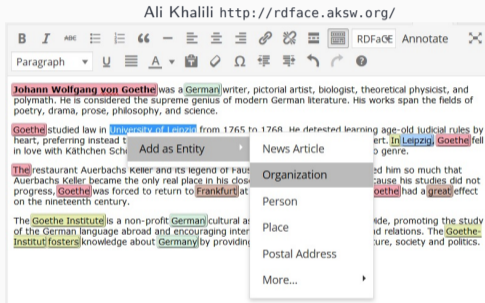 Ali Khalili http://rdface.aksw.org/
B I ABC RDFaCE Annotate
Paragraph U A
Johann Wolfgang von Goethe was a German writer, pictorial artist, biologist, theoretical physicist, and
polymath. He is considered the supreme genius of modern German literature. His works span the fields of
poetry, drama, prose, philosophy, and science.
Goethe studied law in University of Leipzig from 1765 to 1768. He detested learning age-old judicial rules by
heart, preferring instead t ert. In Leipzig, Goethe fell
in love with Käthchen Sch genre.
Add as Entity
News Article
Organization
Person
Place
Postal Address
More...
The restaurant Auerbachs Keller and its legend of Faus ed him so much that
Auerbachs Keller became the only real place in his clos cause his studies did not
progress, Goethe was forced to return to Frankfurt at oethe had a great effect
on the nineteenth century.
The Goethe Institute is a non-profit German cultural as ide, promoting the study
of the German language abroad and encouraging inter nd relations. The Goethe-
Institut fosters knowledge about Germany by providin ure, society and politics.